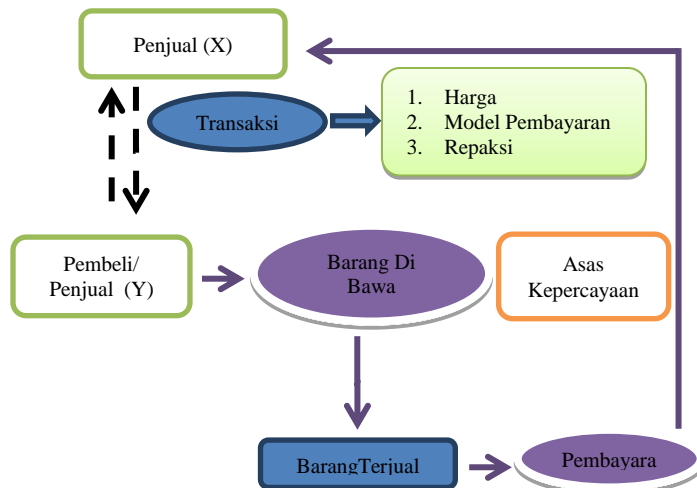 Penjual (X)
Transaksi
1. Harga
2. Model Pembayaran
3. Repaksi
Pembeli/
Penjual (Y)
Barang Di
Bawa
Asas
Kepercayaan
BarangTerjual
Pembayara